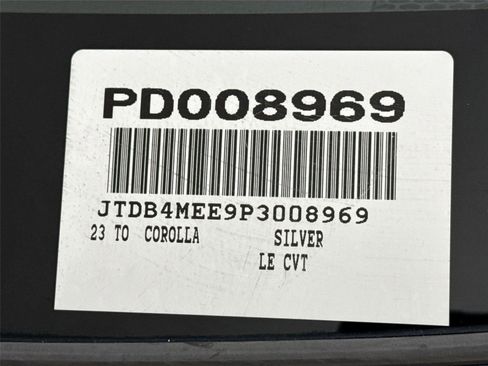 PD008969
JTDB4MEE9P3008969
23 TO COROLLA SILVER
LE CVT